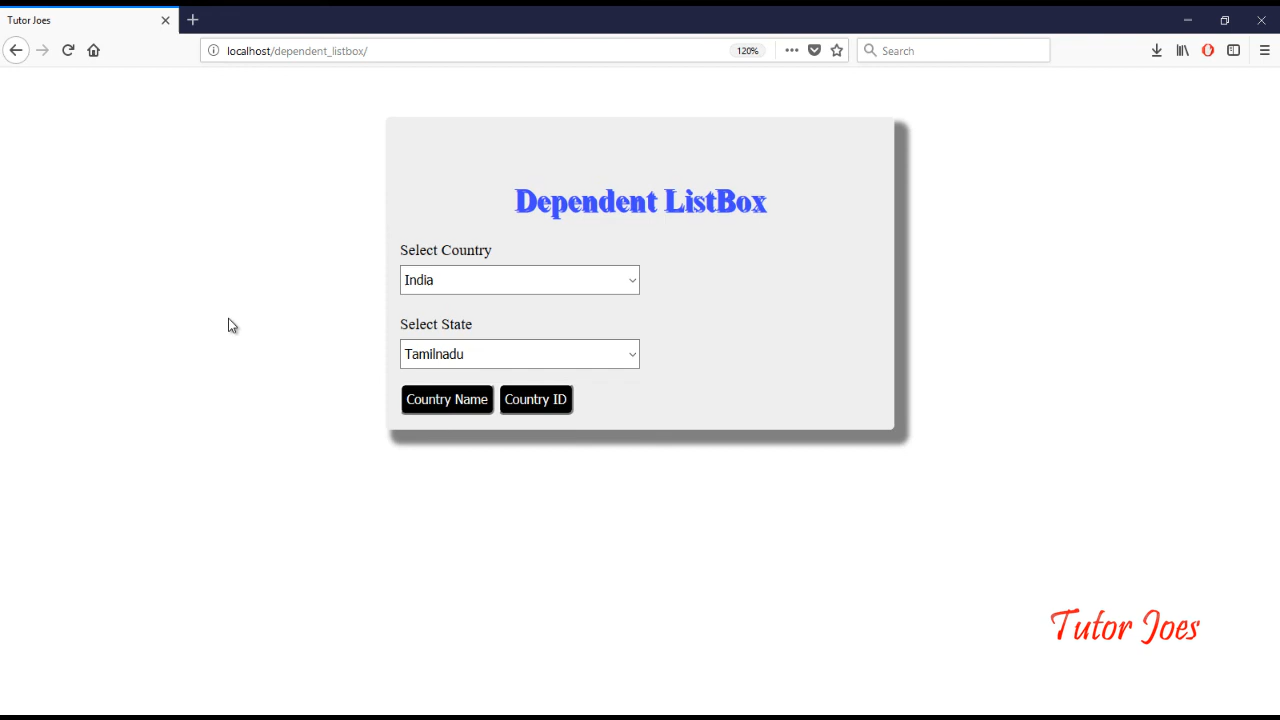 Tutor Joes
localhost/dependent_listbox/
120%
Search
Dependent ListBox
Select Country
India
Select State
Tamilnadu
Country Name
Country ID
Tutor Joes